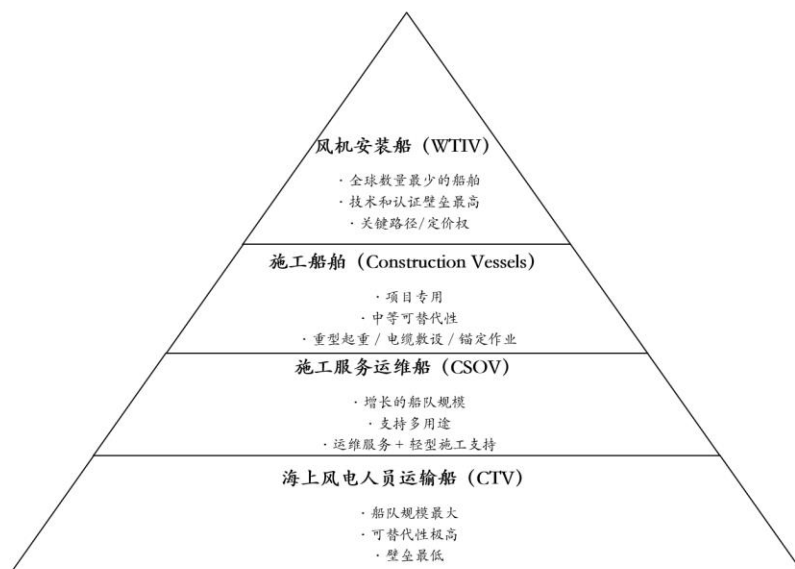 风机安装船（WTIV）
· 全球数量最少的船舶
· 技术和认证壁垒最高
· 关键路径/定价权
施工船舶（Construction Vessels）
· 项目专用
· 中等可替代性
· 重型起重 / 电缆敷设 / 锚定作业
施工服务运维船（CSOV）
· 增长的船队规模
· 支持多用途
· 运维服务 + 轻型施工支持
海上风电人员运输船（CTV）
· 船队规模最大
· 可替代性极高
· 壁垒最低